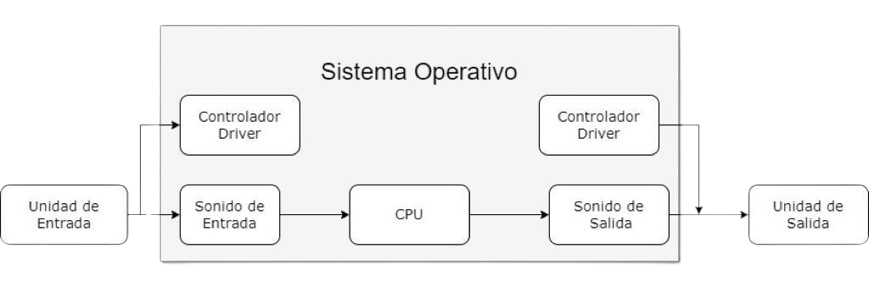 Sistema Operativo
Controlador
Driver
Controlador
Driver
Unidad de
Entrada
Sonido de
Entrada
CPU
Sonido de
Salida
Unidad de
Salida